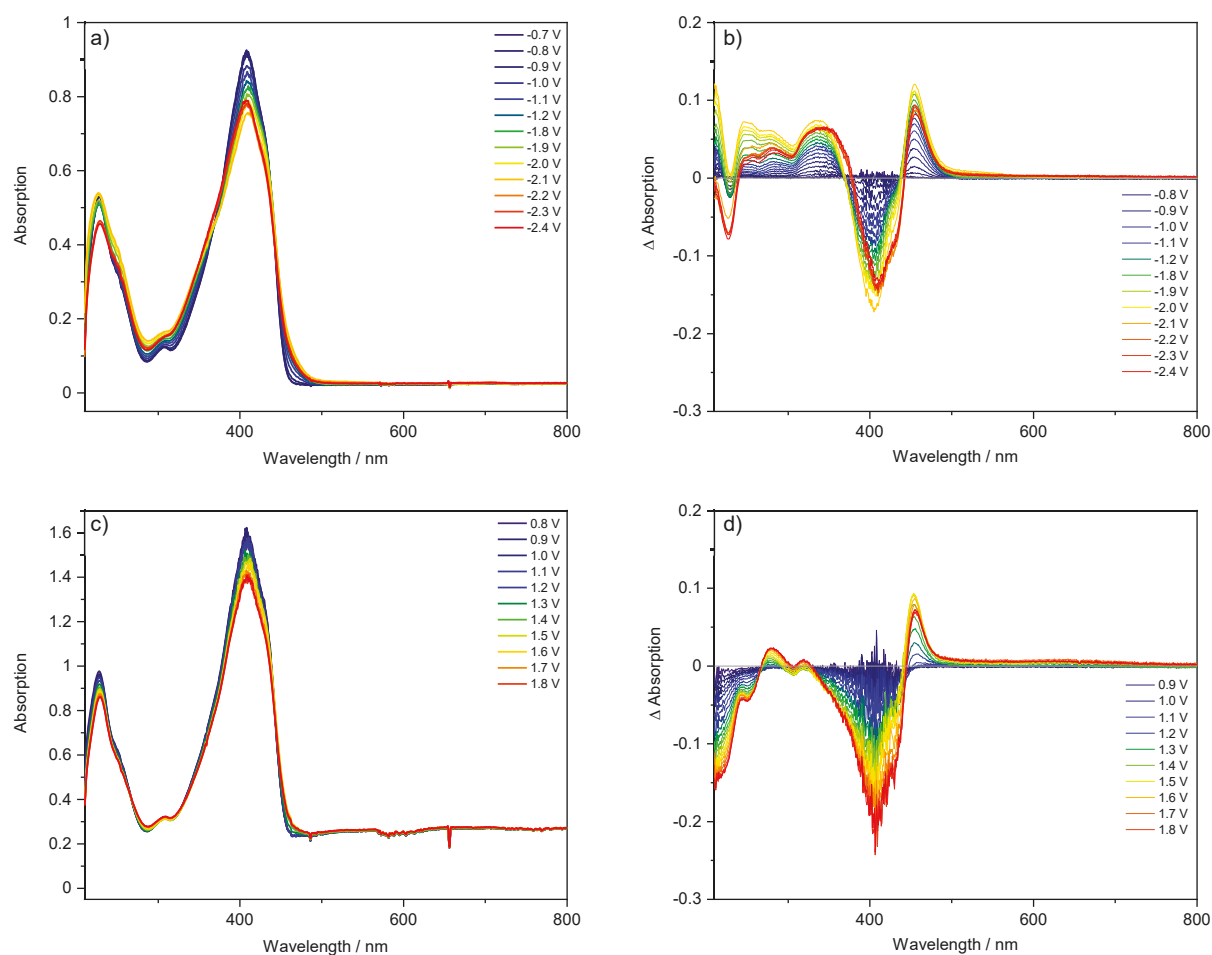 a)
1
0.8
0.6
0.4
0.2
0
400
600
800
Absorption
Wavelength / nm
-0.7 V
-0.8 V
-0.9 V
-1.0 V
-1.1 V
-1.2 V
-1.8 V
-1.9 V
-2.0 V
-2.1 V
-2.2 V
-2.3 V
-2.4 V
b)
0.2
0.1
0
-0.1
-0.2
-0.3
400
600
800
Δ Absorption
Wavelength / nm
-0.8 V
-0.9 V
-1.0 V
-1.1 V
-1.2 V
-1.8 V
-1.9 V
-2.0 V
-2.1 V
-2.2 V
-2.3 V
-2.4 V
c)
1.6
1.4
1.2
1
0.8
0.6
0.4
0.2
0
400
600
800
Absorption
Wavelength / nm
0.8 V
0.9 V
1.0 V
1.1 V
1.2 V
1.3 V
1.4 V
1.5 V
1.6 V
1.7 V
1.8 V
d)
0.2
0.1
0
-0.1
-0.2
-0.3
400
600
800
Δ Absorption
Wavelength / nm
0.9 V
1.0 V
1.1 V
1.2 V
1.3 V
1.4 V
1.5 V
1.6 V
1.7 V
1.8 V